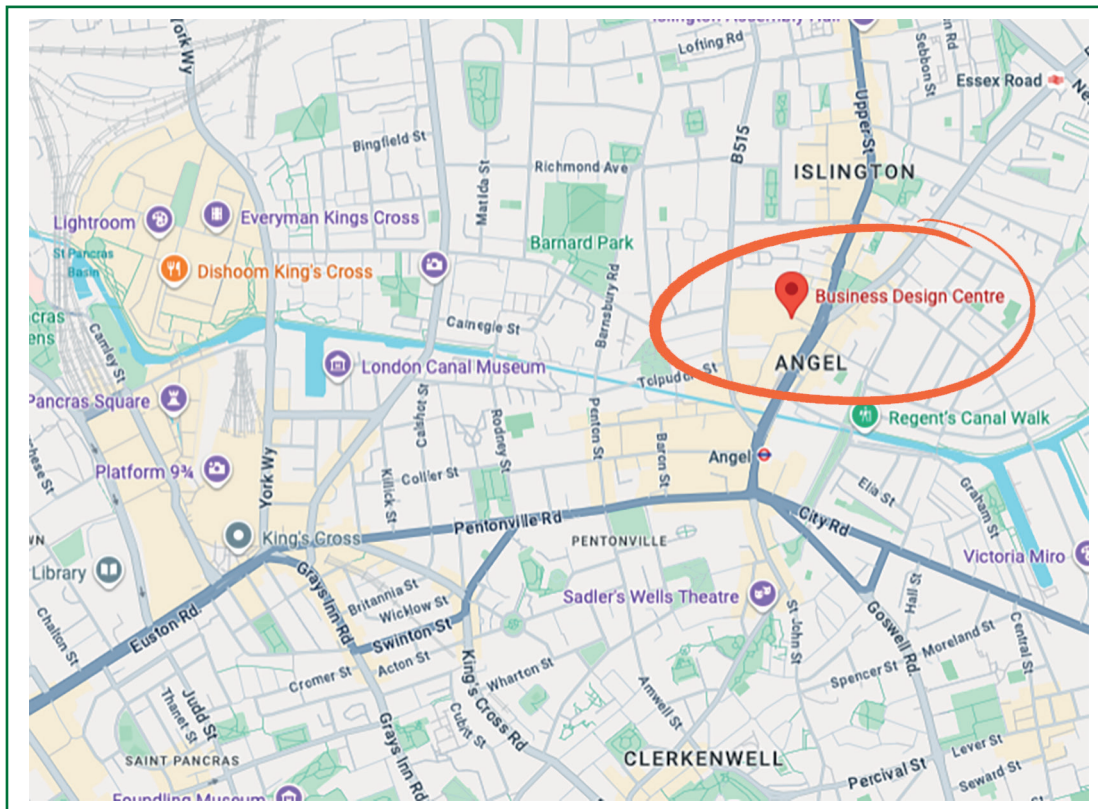 Islington Assembly Hall
York Wy
Lofting Rd
Sebbon St
Essex Road
Upper St
B515
Bingfield St
Richmond Ave
Matilda St
ISLINGTON
Lightroom
Everyman Kings Cross
Barnard Park
St Pancras
Basin
Dishoom King's Cross
Barnsbury Rd
Business Design Centre
Camley St
Carnegie St
London Canal Museum
ANGEL
Tolpuddle St
Pancras Square
Calshot St
Rodney St
Penton St
Baron St
Regent's Canal Walk
Angel
Platform 9¾
York Wy
Killick St
Collier St
Elia St
Graham St
Pentonville Rd
City Rd
King's Cross
PENTONVILLE
Victoria Miro
Library
Britannia St
Wicklow St
Swinton St
Sadler's Wells Theatre
Hall St
Goswell Rd
Euston Rd
Grays Inn Rd
St John St
Moreland St
Central St
Chalton St
Acton St
Cromer St
Wharton St
Spencer St
Judd St
Thanet St
King's Cross Rd
Cubitt St
Amwell St
Grays Inn Rd
SAINT PANCRAS
CLERKENWELL
Lever St
Percival St
Seward St
Foundling Museum